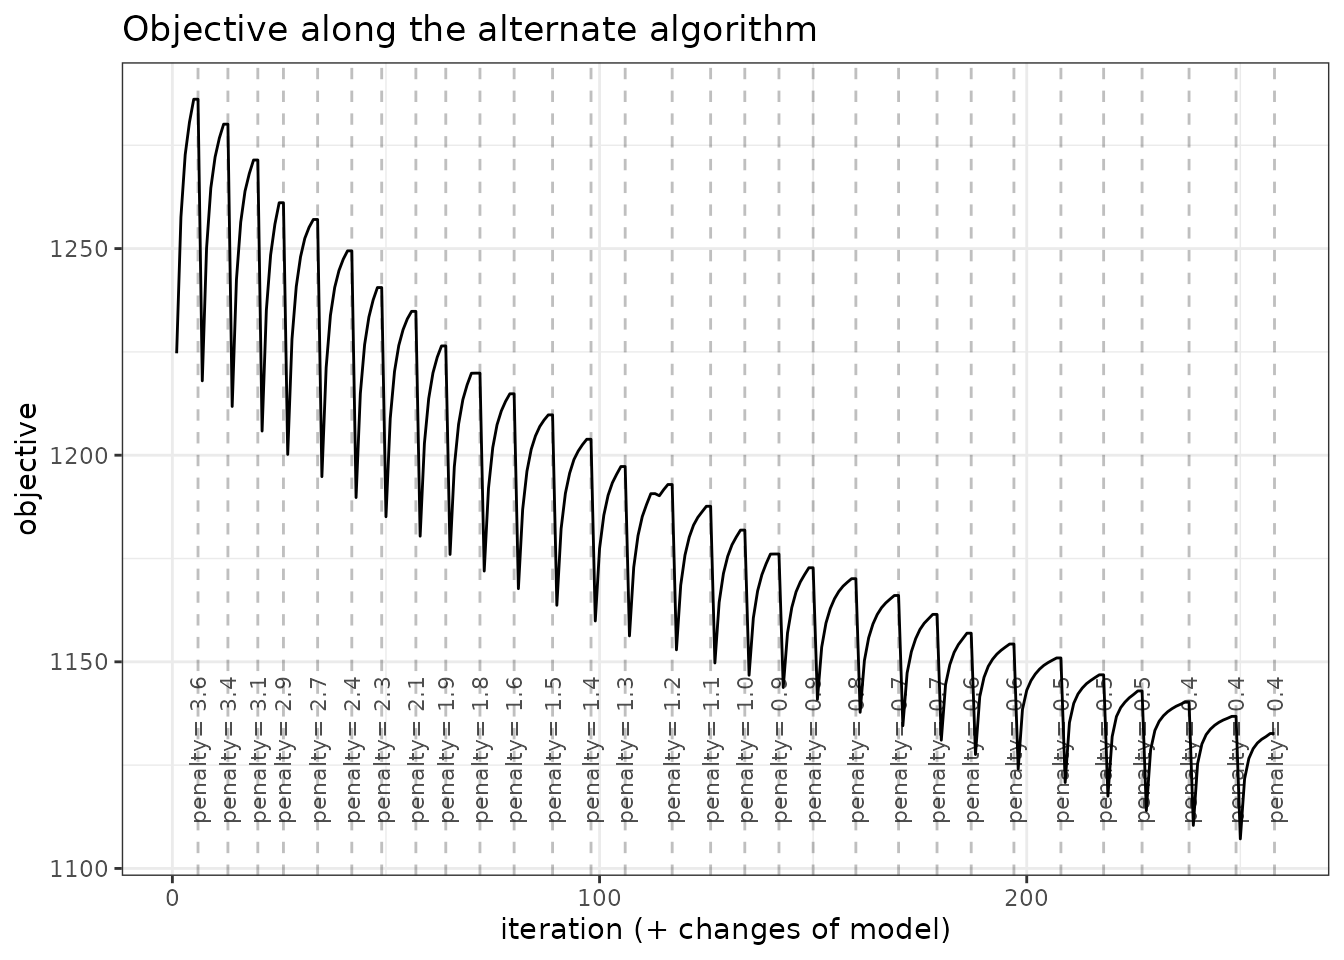 Objective along the alternate algorithm
objective
1250
1200
1150
1100
penalty= 3.6
penalty= 3.4
penalty= 3.1
penalty= 2.9
penalty= 2.7
penalty= 2.4
penalty= 2.3
penalty= 2.1
penalty= 1.9
penalty= 1.8
penalty= 1.6
penalty= 1.5
penalty= 1.4
penalty= 1.3
penalty= 1.2
penalty= 1.1
penalty= 1.0
penalty= 0.9
penalty= 0.9
penalty= 0.8
penalty= 0.7
penalty= 0.7
penalty= 0.6
penalty= 0.6
penalty= 0.5
penalty= 0.5
penalty= 0.5
penalty= 0.4
penalty= 0.4
penalty= 0.4
0
100
200
iteration (+ changes of model)